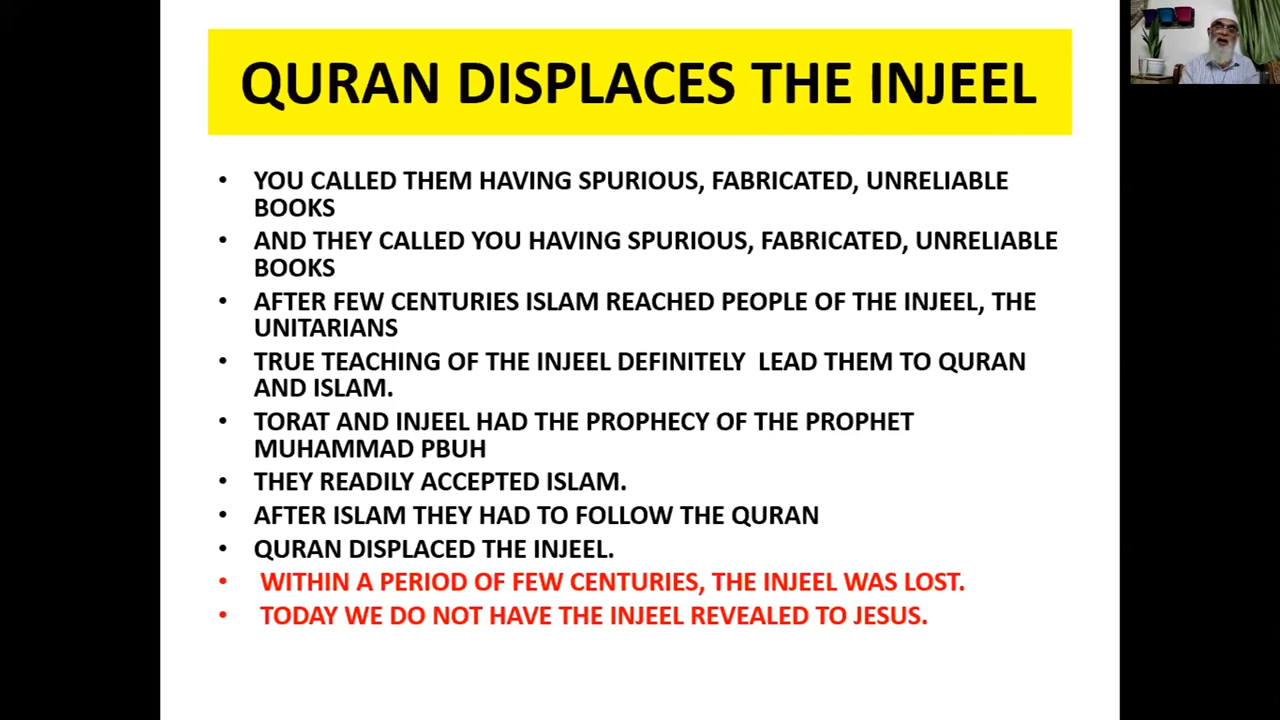 QURAN DISPLACES THE INJEEL
• YOU CALLED THEM HAVING SPURIOUS, FABRICATED, UNRELIABLE
BOOKS
• AND THEY CALLED YOU HAVING SPURIOUS, FABRICATED, UNRELIABLE
BOOKS
• AFTER FEW CENTURIES ISLAM REACHED PEOPLE OF THE INJEEL, THE
UNITARIANS
• TRUE TEACHING OF THE INJEEL DEFINITELY LEAD THEM TO QURAN
AND ISLAM.
• TORAT AND INJEEL HAD THE PROPHECY OF THE PROPHET
MUHAMMAD PBUH
• THEY READILY ACCEPTED ISLAM.
• AFTER ISLAM THEY HAD TO FOLLOW THE QURAN
• QURAN DISPLACED THE INJEEL.
• WITHIN A PERIOD OF FEW CENTURIES, THE INJEEL WAS LOST.
• TODAY WE DO NOT HAVE THE INJEEL REVEALED TO JESUS.